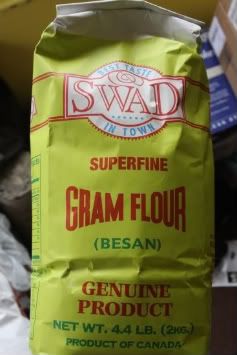 BEST TASTE
SWAD
IN TOWN
SUPERFINE
GRAM FLOUR
(BESAN)
GENUINE
PRODUCT
NET WT. 4.4 LB. (2KG.)
PRODUCT OF CANADA